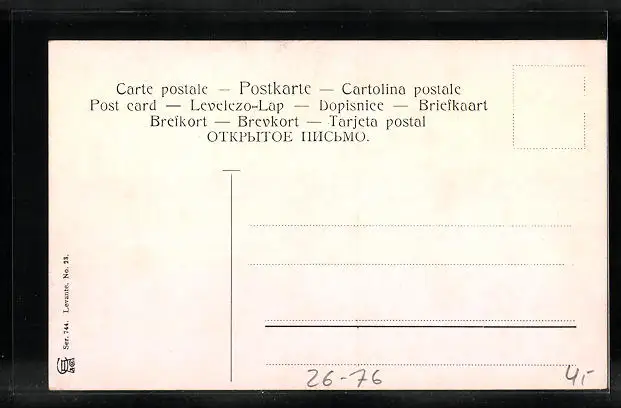 Carte postale — Postkarte — Cartolina postale
Post card — Levelezo-Lap — Dopisnice — Briefkaart
Brefkort — Brevkort — Tarjeta postal
ОТКРЫТОЕ ПИСЬМО.
Ser. 744. Levante, No. 23.
26-76
4,-